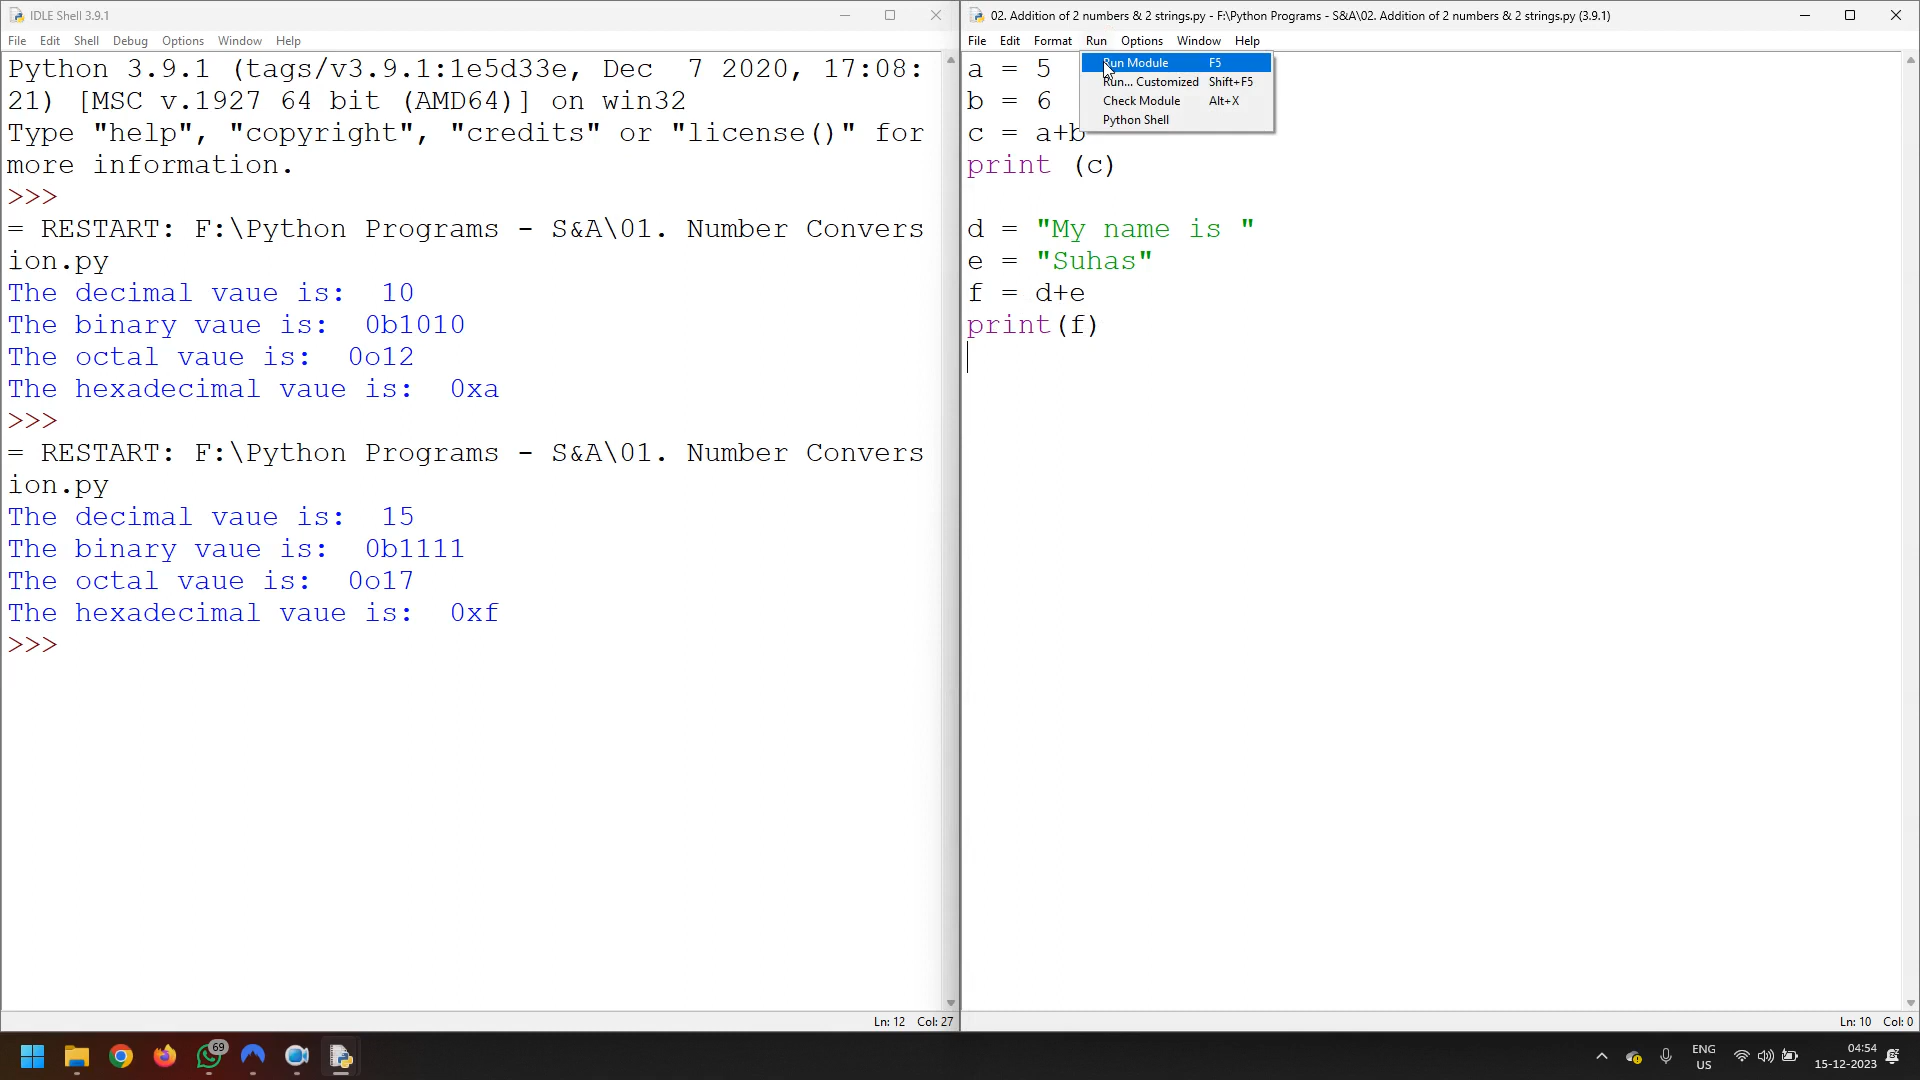 IDLE Shell 3.9.1
File Edit Shell Debug Options Window Help
Python 3.9.1 (tags/v3.9.1:1e5d33e, Dec  7 2020, 17:08:
21) [MSC v.1927 64 bit (AMD64)] on win32
Type "help", "copyright", "credits" or "license()" for
more information.
>>>
= RESTART: F:\Python Programs - S&A\01. Number Convers
ion.py
The decimal vaue is:  10
The binary vaue is:  0b1010
The octal vaue is:  0o12
The hexadecimal vaue is:  0xa
>>>
= RESTART: F:\Python Programs - S&A\01. Number Convers
ion.py
The decimal vaue is:  15
The binary vaue is:  0b1111
The octal vaue is:  0o17
The hexadecimal vaue is:  0xf
>>>
Ln: 12 Col: 27
02. Addition of 2 numbers & 2 strings.py - F:\Python Programs - S&A\02. Addition of 2 numbers & 2 strings.py (3.9.1)
File Edit Format Run Options Window Help
Module F5
Run... Customized Shift+F5
Check Module Alt+X
Python Shell
a = 5
b = 6
c = a+b
print (c)
d = "My name is "
e = "Suhas"
f = d+e
print(f)
Ln: 10 Col: 0
69
ENG
US
04:54
15-12-2023